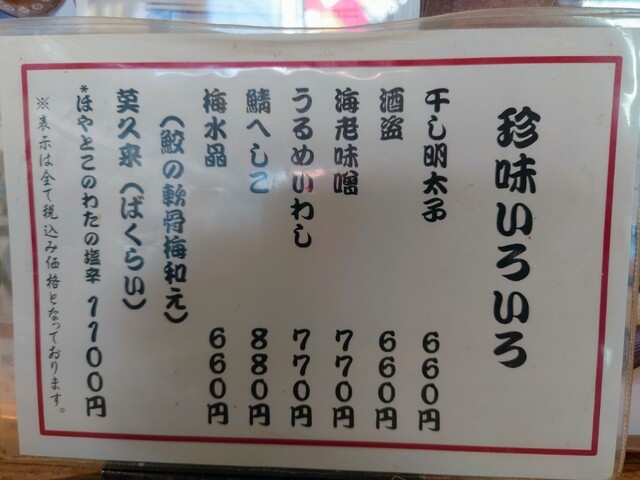 珍味いろいろ
干し明太子 660円
酒盗 660円
海老味噌 770円
うるめいわし 770円
鯖へしこ 880円
梅水晶 660円
(鮫の軟骨梅和え)
莫久来(ばくらい)
*ほやとこのわたの塩辛 1100円
※表示は全て税込み価格となっております。